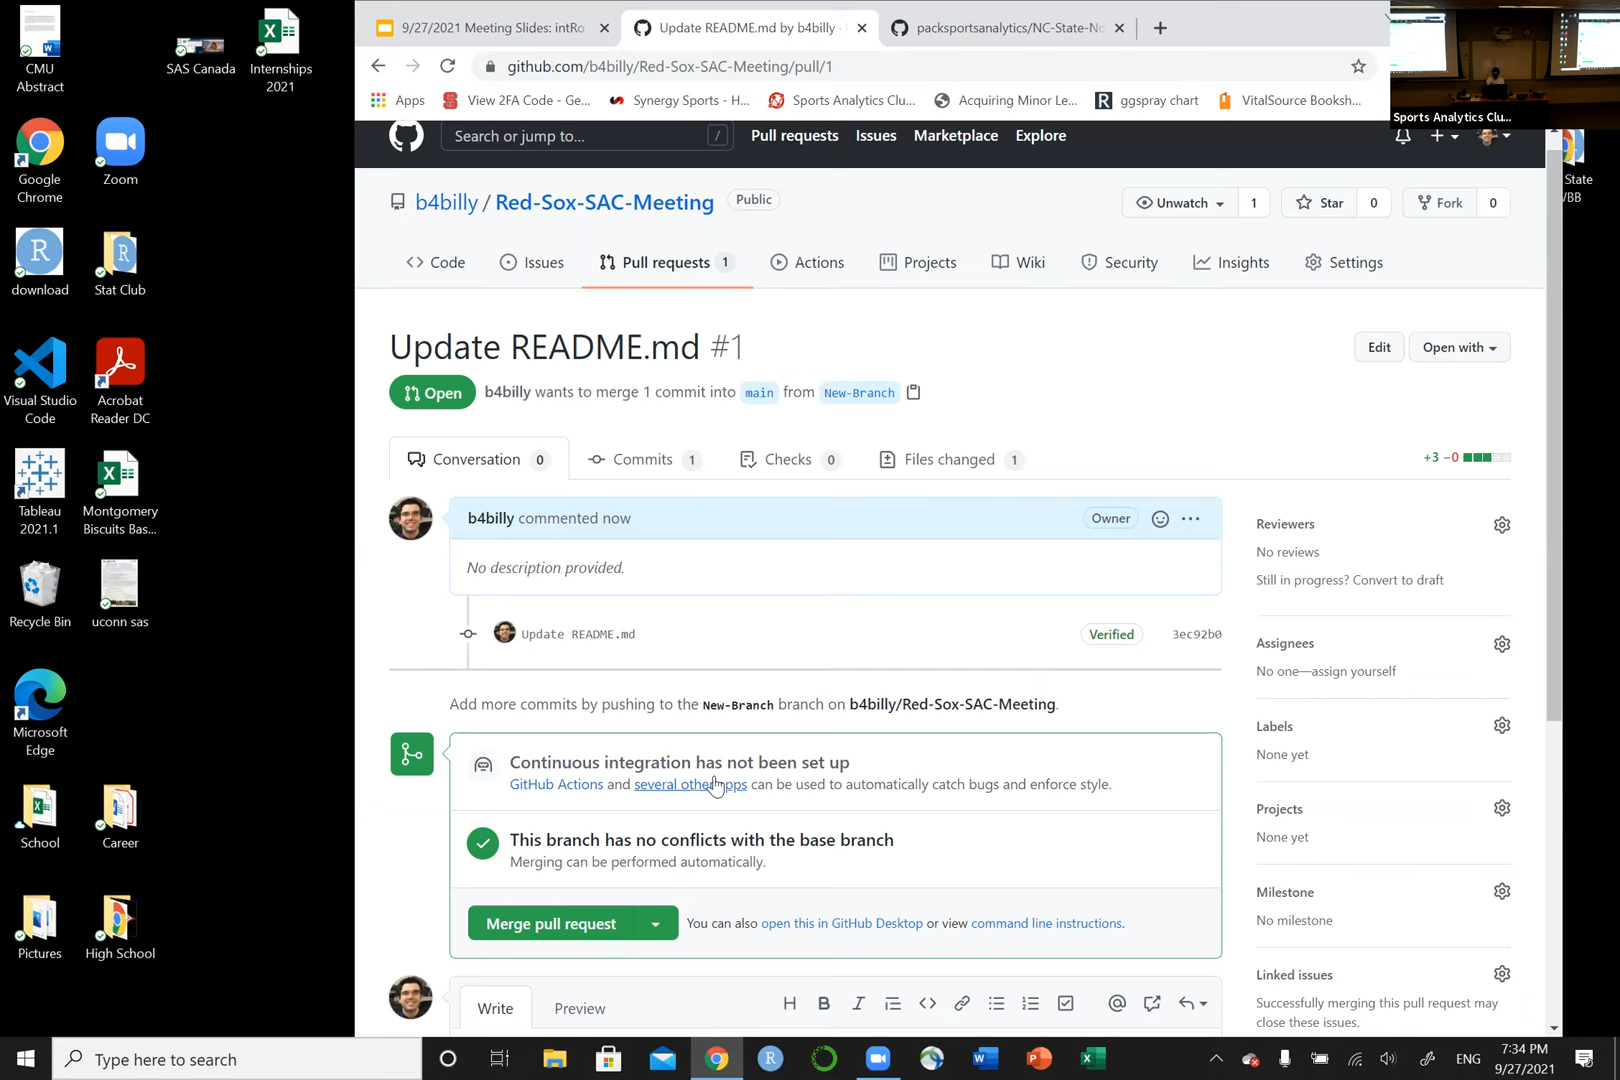 CMU
Abstract
SAS Canada
Internships
2021
Google
Chrome
Zoom
download
Stat Club
Visual Studio
Code
Acrobat
Reader DC
Tableau
2021.1
Montgomery
Biscuits Bas...
Recycle Bin
uconn sas
Microsoft
Edge
School
Career
Pictures
High School
9/27/2021 Meeting Slides: intRo
Update README.md by b4billy ·
packsportsanalytics/NC-State-No
github.com/b4billy/Red-Sox-SAC-Meeting/pull/1
Apps
View 2FA Code - Ge...
Synergy Sports - H...
Sports Analytics Clu...
Acquiring Minor Le...
ggspray chart
VitalSource Booksh...
Sports Analytics Clu...
State
Search or jump to...
/
Pull requests
Issues
Marketplace
Explore
b4billy / Red-Sox-SAC-Meeting
Public
Unwatch
1
Star
0
Fork
0
Code
Issues
Pull requests 1
Actions
Projects
Wiki
Security
Insights
Settings
Update README.md #1
Edit
Open with
Open
b4billy wants to merge 1 commit into main from New-Branch
Conversation 0
Commits 1
Checks 0
Files changed 1
+3 −0
b4billy commented now
Owner
No description provided.
Update README.md
Verified
3ec92b0
Add more commits by pushing to the New-Branch branch on b4billy/Red-Sox-SAC-Meeting.
Continuous integration has not been set up
GitHub Actions and several other apps can be used to automatically catch bugs and enforce style.
This branch has no conflicts with the base branch
Merging can be performed automatically.
Merge pull request
You can also open this in GitHub Desktop or view command line instructions.
Write
Preview
Reviewers
No reviews
Still in progress? Convert to draft
Assignees
No one—assign yourself
Labels
None yet
Projects
None yet
Milestone
No milestone
Linked issues
Successfully merging this pull request may
close these issues.
Type here to search
ENG
7:34 PM
9/27/2021